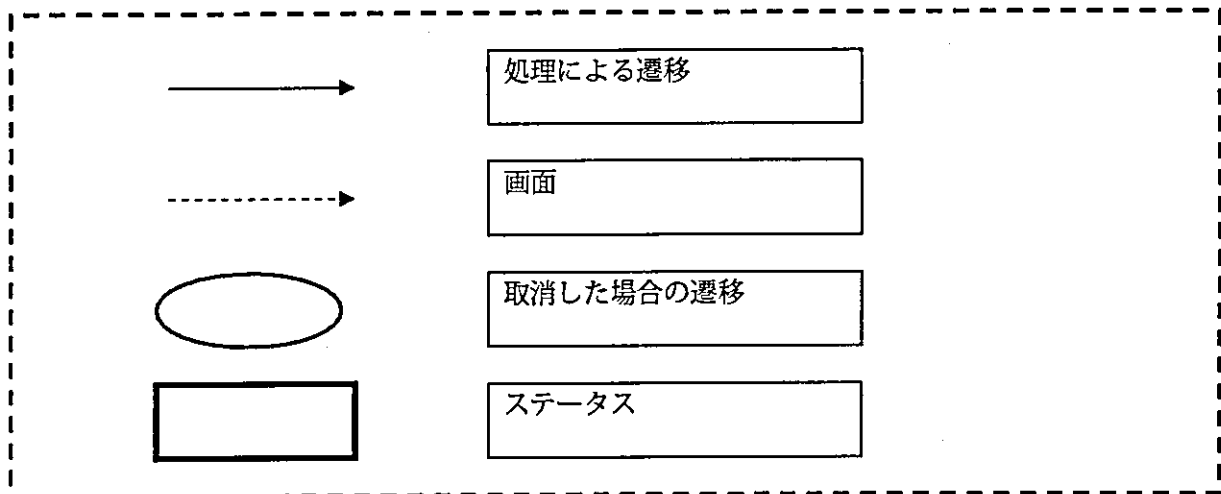 処理による遷移
画面
取消した場合の遷移
ステータス